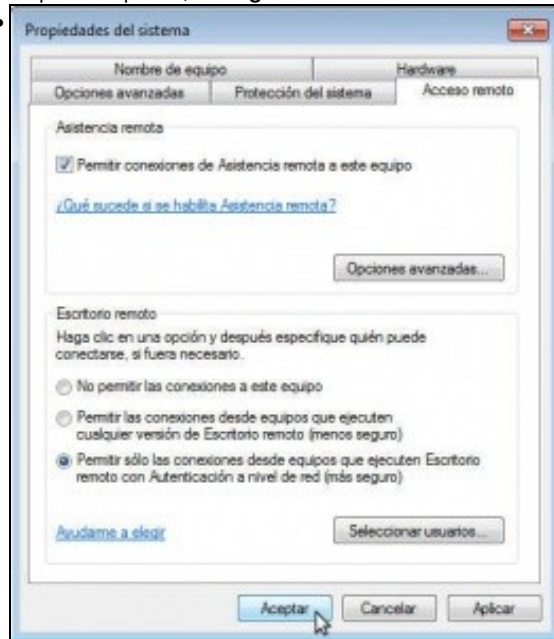 Propiedades del sistema
Nombre de equipo Hardware
Opciones avanzadas Protección del sistema Acceso remoto
Asistencia remota
Permitir conexiones de Asistencia remota a este equipo
¿Qué sucede si se habilita Asistencia remota?
Opciones avanzadas...
Escritorio remoto
Haga clic en una opción y después especifique quién puede
conectarse, si fuera necesario.
No permitir las conexiones a este equipo
Permitir las conexiones desde equipos que ejecuten
cualquier versión de Escritorio remoto (menos seguro)
Permitir sólo las conexiones desde equipos que ejecuten Escritorio
remoto con Autenticación a nivel de red (más seguro)
Ayudarme a elegir
Seleccionar usuarios...
Aceptar Cancelar Aplicar